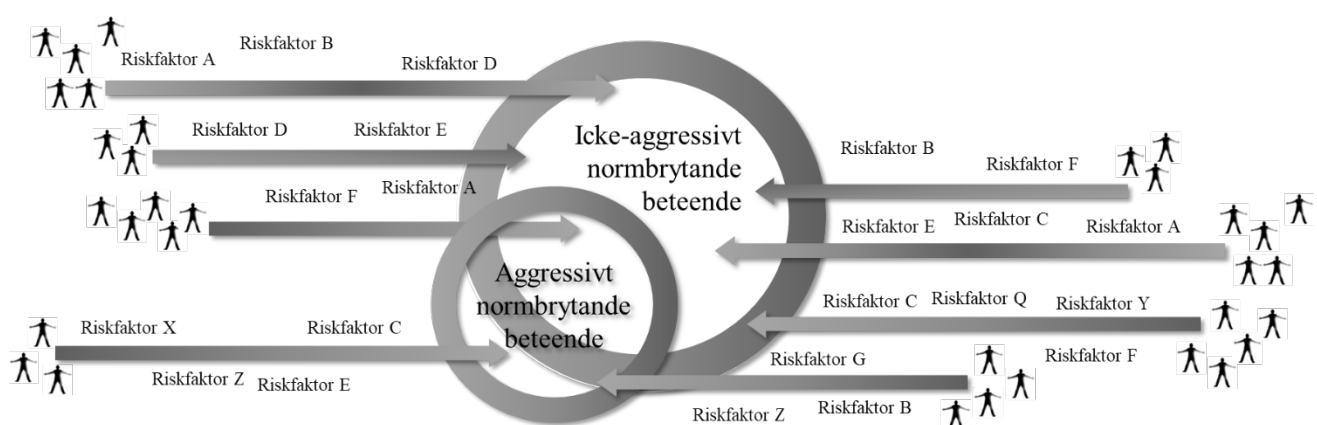 Riskfaktor A
Riskfaktor B
Riskfaktor D
Riskfaktor D
Riskfaktor E
Riskfaktor F
Riskfaktor A
Riskfaktor X
Riskfaktor C
Riskfaktor Z
Riskfaktor E
Icke-aggressivt
normbrytande
beteende
Aggressivt
normbrytande
beteende
Riskfaktor B
Riskfaktor F
Riskfaktor E
Riskfaktor C
Riskfaktor A
Riskfaktor C
Riskfaktor Q
Riskfaktor Y
Riskfaktor G
Riskfaktor F
Riskfaktor Z
Riskfaktor B